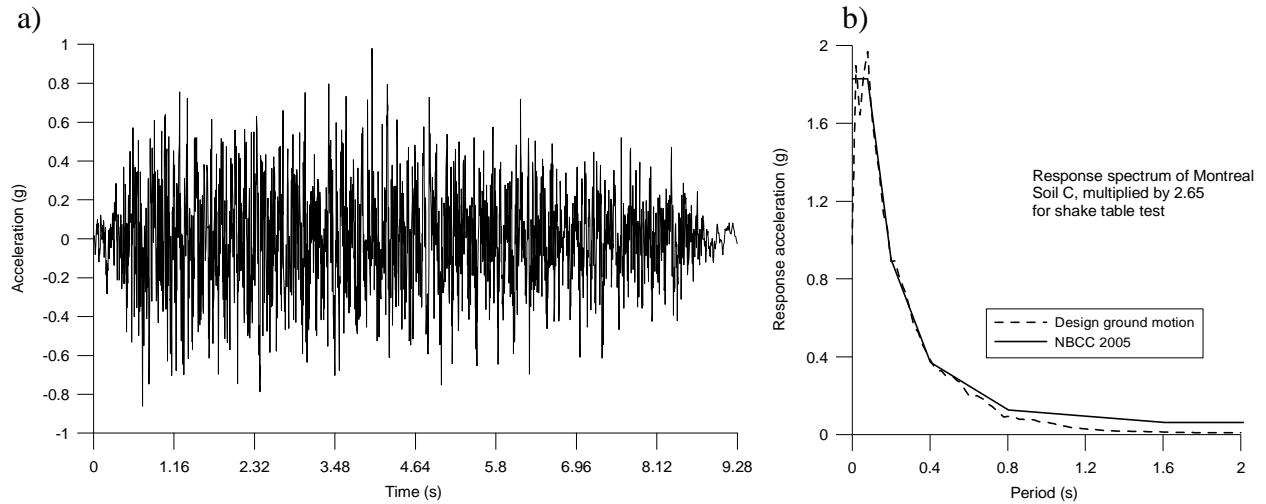 a)
1
0.8
0.6
0.4
0.2
0
-0.2
-0.4
-0.6
-0.8
-1
Acceleration (g)
0 1.16 2.32 3.48 4.64 5.8 6.96 8.12 9.28
Time (s)
b)
2
1.6
1.2
0.8
0.4
0
Response acceleration (g)
Response spectrum of Montreal
Soil C, multiplied by 2.65
for shake table test
Design ground motion
NBCC 2005
0 0.4 0.8 1.2 1.6 2
Period (s)